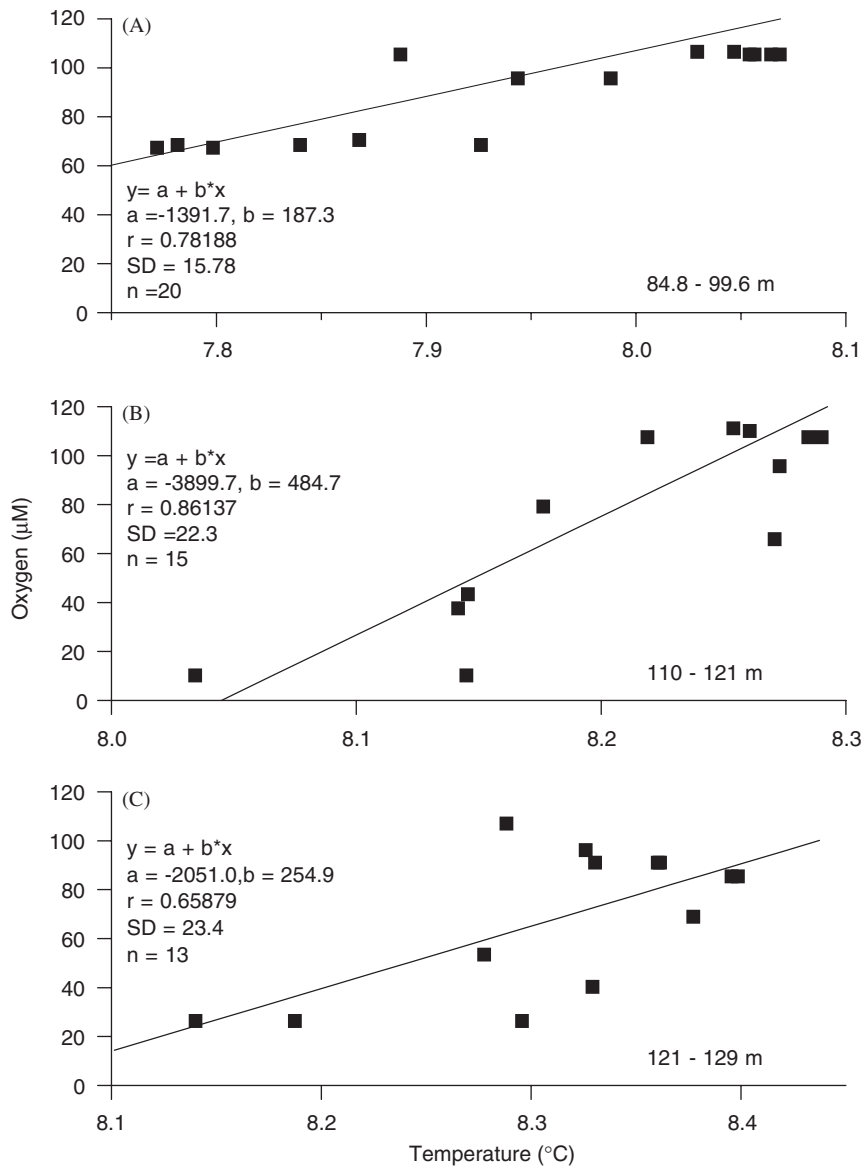 (A)
120
100
80
60
40
20
0
y= a + b*x
a =-1391.7, b = 187.3
r = 0.78188
SD = 15.78
n =20
84.8 - 99.6 m
7.8 7.9 8.0 8.1
(B)
120
100
80
60
40
20
0
y =a + b*x
a = -3899.7, b = 484.7
r = 0.86137
SD =22.3
n = 15
110 - 121 m
8.0 8.1 8.2 8.3
Oxygen (μM)
(C)
120
100
80
60
40
20
0
y = a + b*x
a = -2051.0,b = 254.9
r = 0.65879
SD = 23.4
n = 13
121 - 129 m
8.1 8.2 8.3 8.4
Temperature (°C)